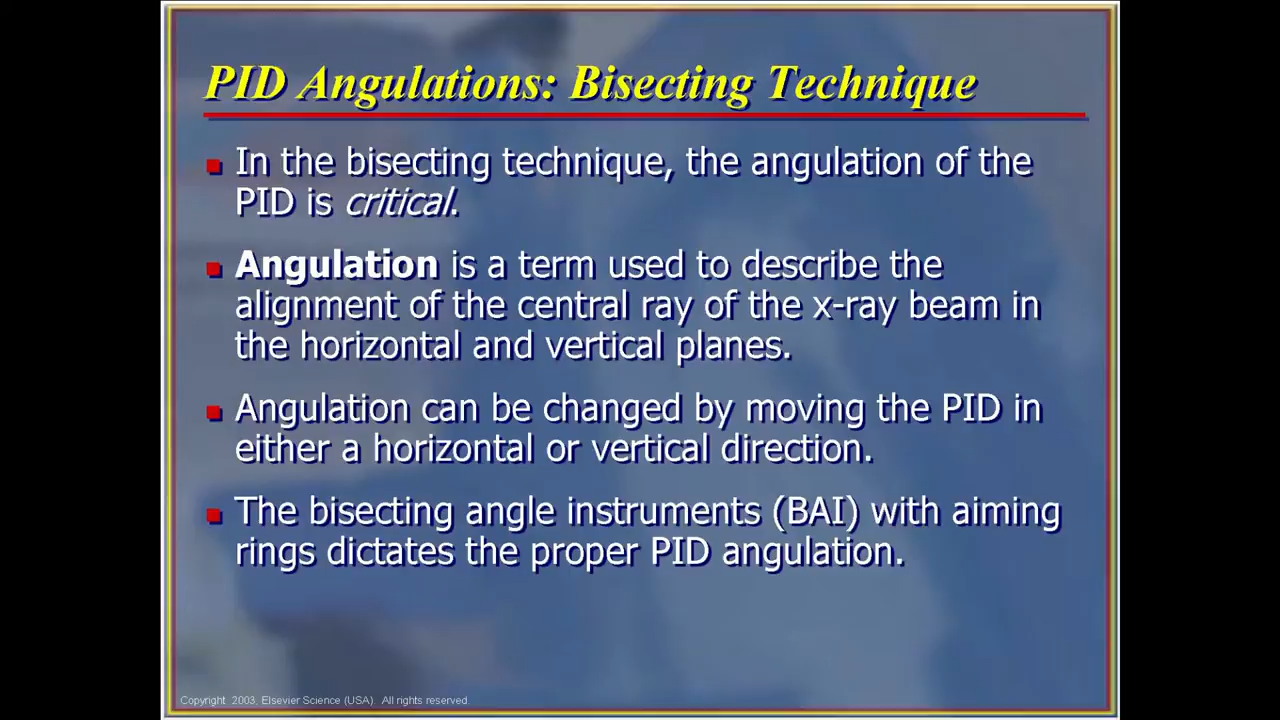 PID Angulations: Bisecting Technique
In the bisecting technique, the angulation of the
PID is critical.
Angulation is a term used to describe the
alignment of the central ray of the x-ray beam in
the horizontal and vertical planes.
Angulation can be changed by moving the PID in
either a horizontal or vertical direction.
The bisecting angle instruments (BAI) with aiming
rings dictates the proper PID angulation.
Copyright 2003, Elsevier Science (USA). All rights reserved.